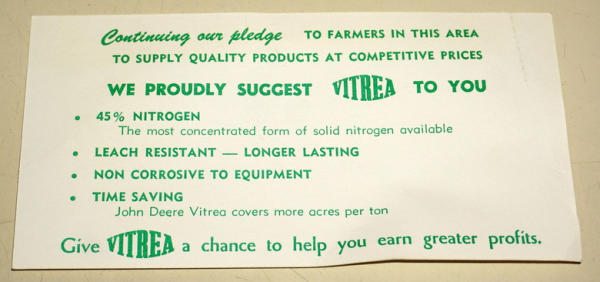 Continuing our pledge TO FARMERS IN THIS AREA
TO SUPPLY QUALITY PRODUCTS AT COMPETITIVE PRICES
WE PROUDLY SUGGEST VITREA TO YOU
• 45% NITROGEN
The most concentrated form of solid nitrogen available
• LEACH RESISTANT — LONGER LASTING
• NON CORROSIVE TO EQUIPMENT
• TIME SAVING
John Deere Vitrea covers more acres per ton
Give VITREA a chance to help you earn greater profits.